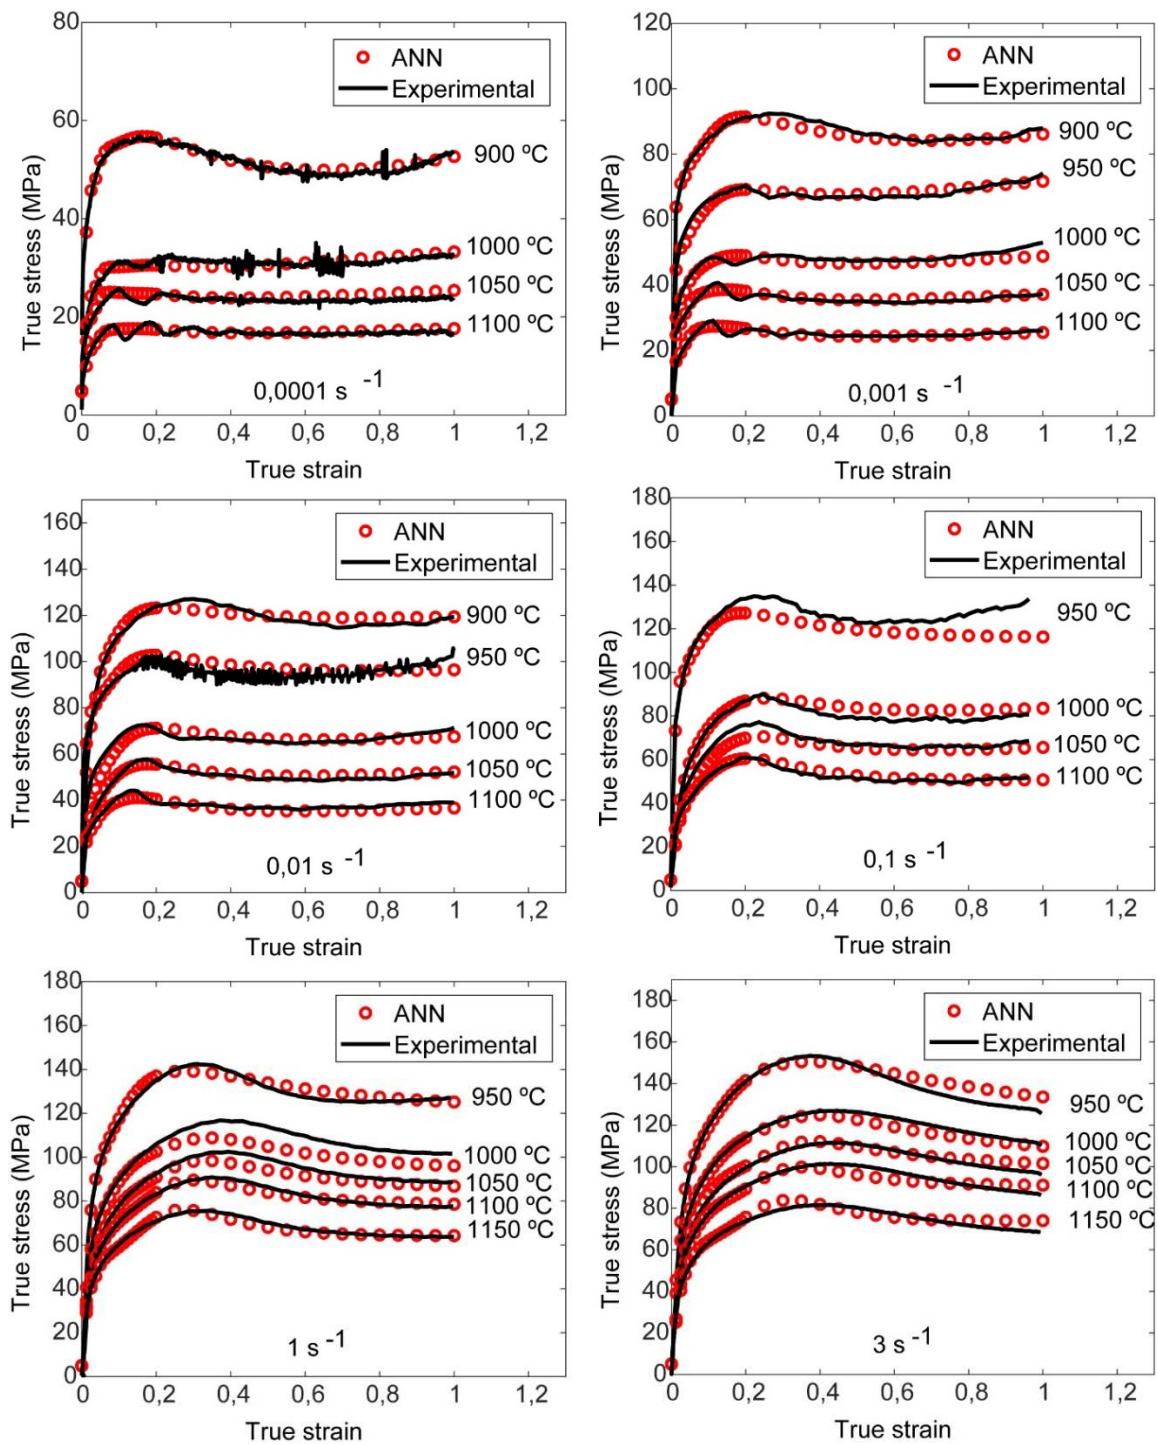 80
60
40
20
0
True stress (MPa)
ANN
Experimental
900 ºC
1000 ºC
1050 ºC
1100 ºC
0,0001 s -1
0 0,2 0,4 0,6 0,8 1 1,2
True strain
120
100
80
60
40
20
0
True stress (MPa)
ANN
Experimental
900 ºC
950 ºC
1000 ºC
1050 ºC
1100 ºC
0,001 s -1
0 0,2 0,4 0,6 0,8 1 1,2
True strain
160
140
120
100
80
60
40
20
0
True stress (MPa)
ANN
Experimental
900 ºC
950 ºC
1000 ºC
1050 ºC
1100 ºC
0,01 s -1
0 0,2 0,4 0,6 0,8 1 1,2
True strain
180
160
140
120
100
80
60
40
20
0
True stress (MPa)
ANN
Experimental
950 ºC
1000 ºC
1050 ºC
1100 ºC
0,1 s -1
0 0,2 0,4 0,6 0,8 1 1,2
True strain
180
160
140
120
100
80
60
40
20
0
True stress (MPa)
ANN
Experimental
950 ºC
1000 ºC
1050 ºC
1100 ºC
1150 ºC
1 s -1
0 0,2 0,4 0,6 0,8 1 1,2
True strain
180
160
140
120
100
80
60
40
20
0
True stress (MPa)
ANN
Experimental
950 ºC
1000 ºC
1050 ºC
1100 ºC
1150 ºC
3 s -1
0 0,2 0,4 0,6 0,8 1 1,2
True strain